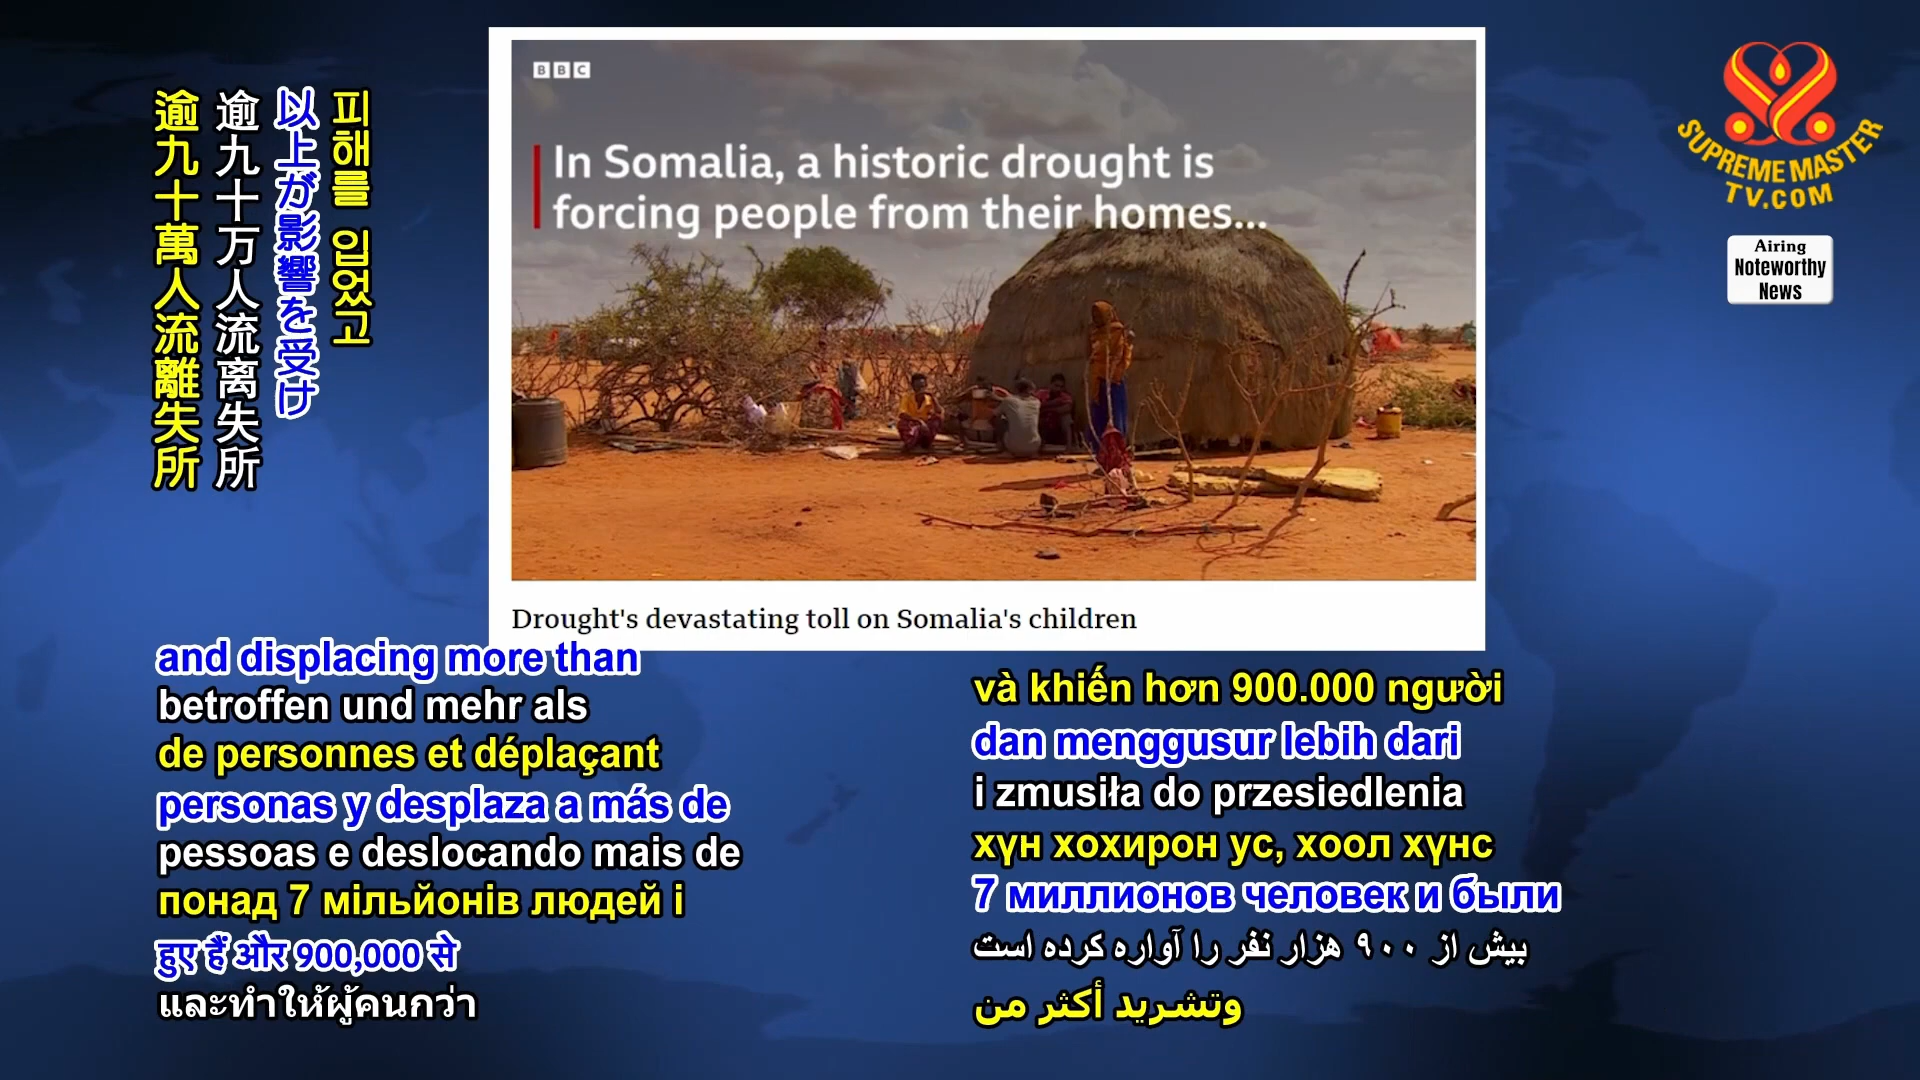 逾九十萬人流離失所
逾九十万人流离失所
以上が影響を受け
피해를 입었고
BBC
In Somalia, a historic drought is
forcing people from their homes...
Drought's devastating toll on Somalia's children
SUPREME MASTER
TV.COM
Airing
Noteworthy
News
and displacing more than
betroffen und mehr als
de personnes et déplaçant
personas y desplaza a más de
pessoas e deslocando mais de
понад 7 мільйонів людей і
हुए हैं और 900,000 से
และทำให้ผู้คนกว่า
và khiến hơn 900.000 người
dan menggusur lebih dari
i zmusiła do przesiedlenia
хүн хохирон ус, хоол хүнс
7 миллионов человек и были
بیش از ۹۰۰ هزار نفر را آواره کرده است
وتشريد أكثر من